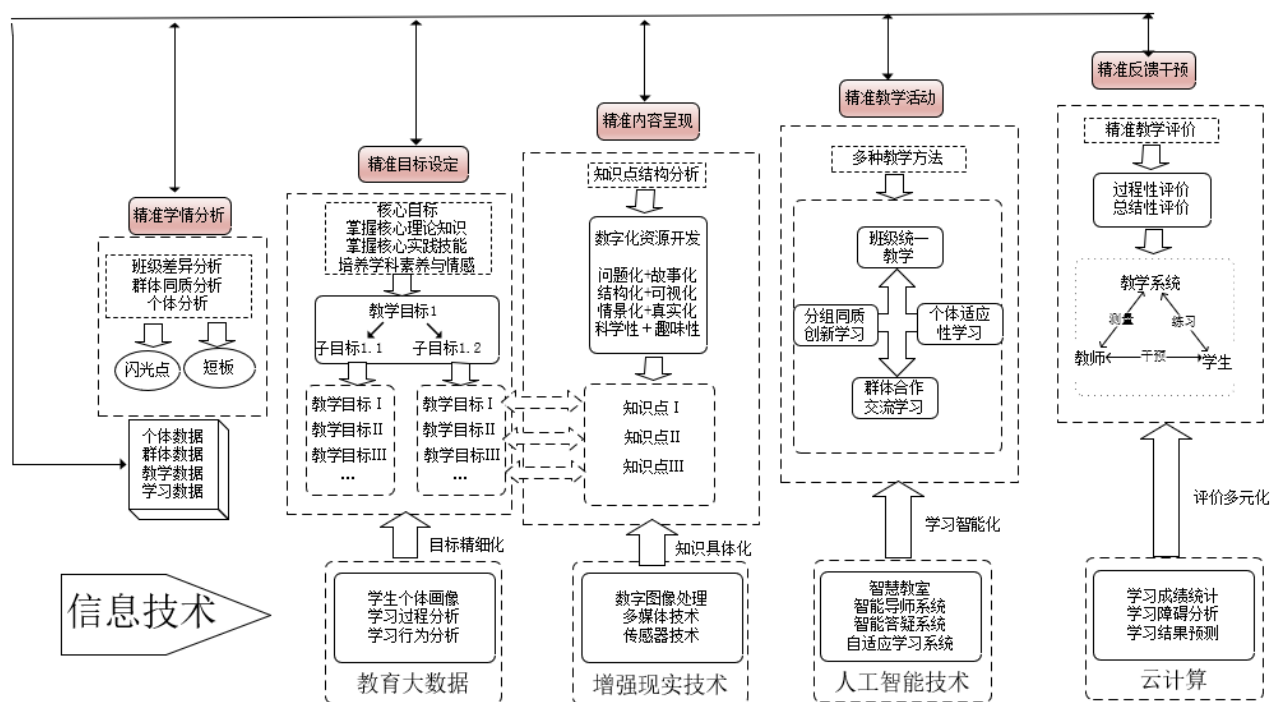 精准学情分析
班级差异分析
群体同质分析
个体分析
闪光点
短板
个体数据
群体数据
教学数据
学习数据
精准目标设定
核心目标
掌握核心理论知识
掌握核心实践技能
培养学科素养与情感
教学目标1
子目标1.1
子目标1.2
教学目标I
教学目标II
教学目标III
...
教学目标I
教学目标II
教学目标III
...
目标精细化
精准内容呈现
知识点结构分析
数字化资源开发
问题化+故事化
结构化+可视化
情景化+真实化
科学性+趣味性
知识点I
知识点II
知识点III
知识具体化
精准教学活动
多种教学方法
班级统一
教学
分组同质
创新学习
个体适应
性学习
群体合作
交流学习
学习智能化
精准反馈干预
精准教学评价
过程性评价
总结性评价
教学系统
测量
练习
教师
干预
学生
评价多元化
信息技术
学生个体画像
学习过程分析
学习行为分析
教育大数据
数字图像处理
多媒体技术
传感器技术
增强现实技术
智慧教室
智能导师系统
智能答疑系统
自适应学习系统
人工智能技术
学习成绩统计
学习障碍分析
学习结果预测
云计算